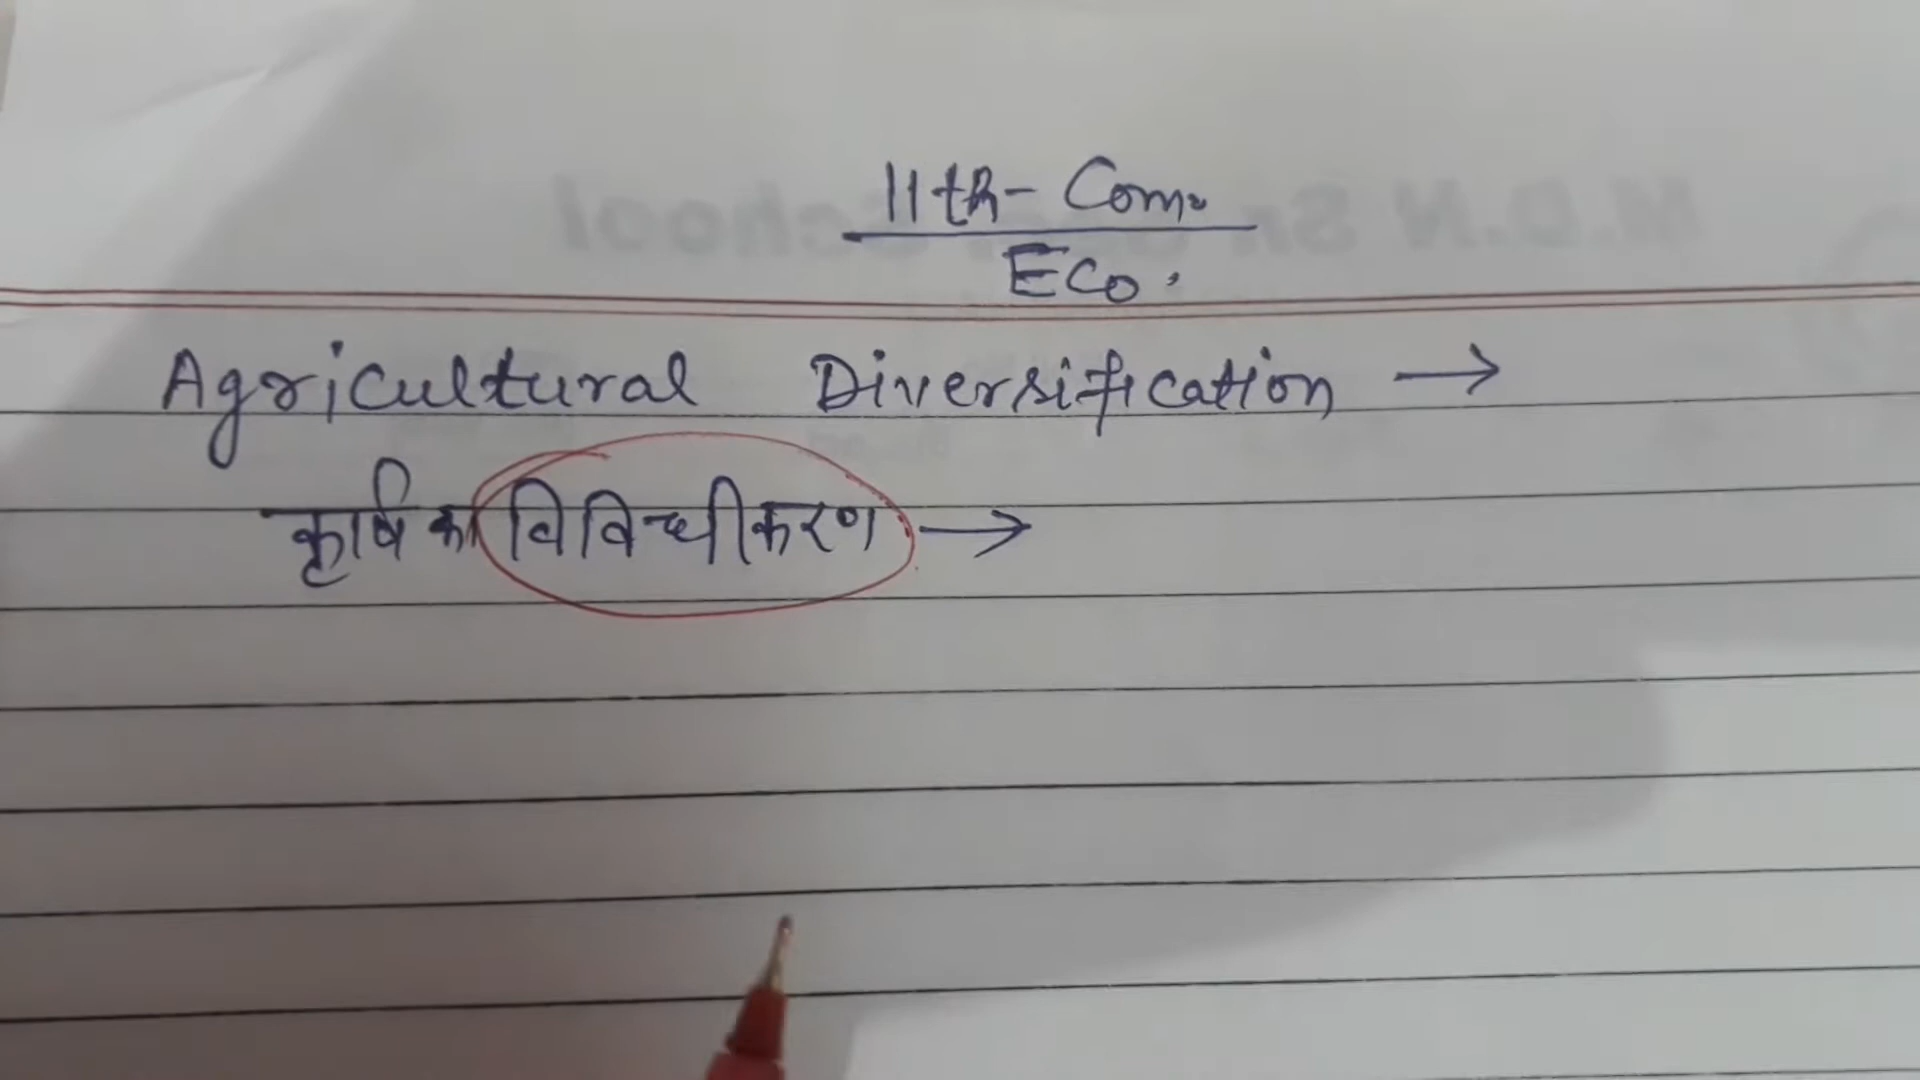 11th- Com.
Eco.
Agricultural Diversification →
कृषि का विविधीकरण →